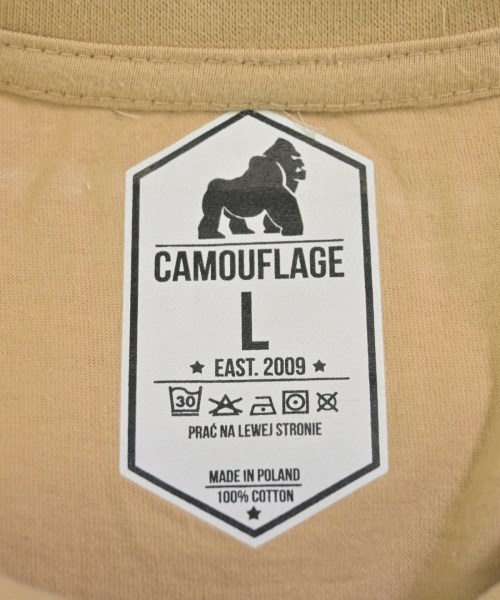 CAMOUFLAGE
L
★ EAST. 2009 ★
30
PRAĆ NA LEWEJ STRONIE
MADE IN POLAND
100% COTTON